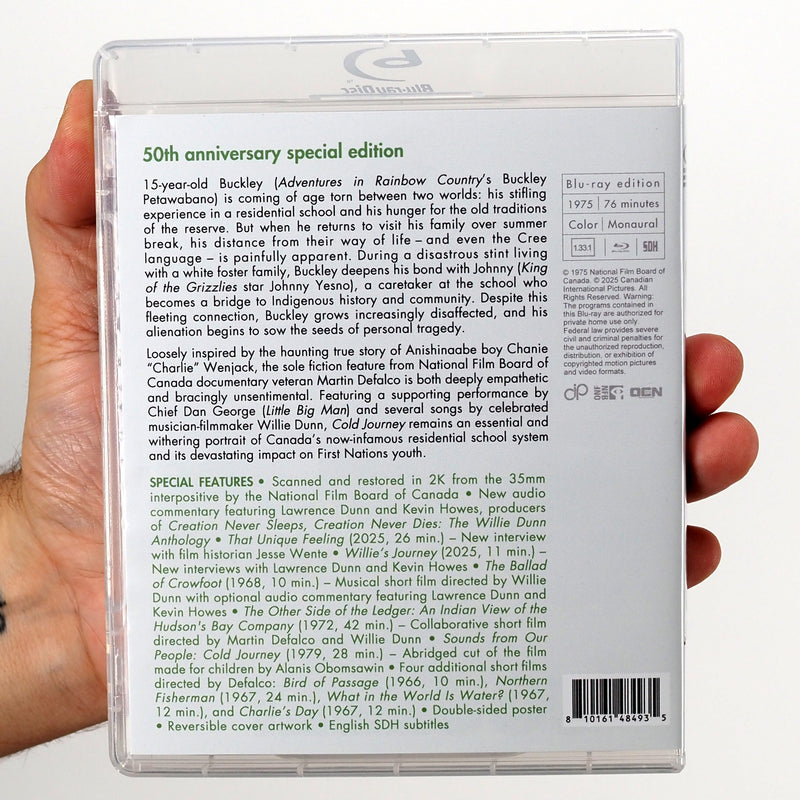 Blu-ray Disc
50th anniversary special edition
15-year-old Buckley (Adventures in Rainbow Country's Buckley
Petawabano) is coming of age torn between two worlds: his stifling
experience in a residential school and his hunger for the old traditions
of the reserve. But when he returns to visit his family over summer
break, his distance from their way of life – and even the Cree
language – is painfully apparent. During a disastrous stint living
with a white foster family, Buckley deepens his bond with Johnny (King
of the Grizzlies star Johnny Yesno), a caretaker at the school who
becomes a bridge to Indigenous history and community. Despite this
fleeting connection, Buckley grows increasingly disaffected, and his
alienation begins to sow the seeds of personal tragedy.
Loosely inspired by the haunting true story of Anishinaabe boy Chanie
“Charlie” Wenjack, the sole fiction feature from National Film Board of
Canada documentary veteran Martin Defalco is both deeply empathetic
and bracingly unsentimental. Featuring a supporting performance by
Chief Dan George (Little Big Man) and several songs by celebrated
musician-filmmaker Willie Dunn, Cold Journey remains an essential and
withering portrait of Canada's now-infamous residential school system
and its devastating impact on First Nations youth.
SPECIAL FEATURES • Scanned and restored in 2K from the 35mm
interpositive by the National Film Board of Canada • New audio
commentary featuring Lawrence Dunn and Kevin Howes, producers
of Creation Never Sleeps, Creation Never Dies: The Willie Dunn
Anthology • That Unique Feeling (2025, 26 min.) – New interview
with film historian Jesse Wente • Willie's Journey (2025, 11 min.) –
New interviews with Lawrence Dunn and Kevin Howes • The Ballad
of Crowfoot (1968, 10 min.) – Musical short film directed by Willie
Dunn with optional audio commentary featuring Lawrence Dunn and
Kevin Howes • The Other Side of the Ledger: An Indian View of the
Hudson's Bay Company (1972, 42 min.) – Collaborative short film
directed by Martin Defalco and Willie Dunn • Sounds from Our
People: Cold Journey (1979, 28 min.) – Abridged cut of the film
made for children by Alanis Obomsawin • Four additional short films
directed by Defalco: Bird of Passage (1966, 10 min.), Northern
Fisherman (1967, 24 min.), What in the World Is Water? (1967,
12 min.), and Charlie's Day (1967, 12 min.) • Double-sided poster
• Reversible cover artwork • English SDH subtitles
Blu-ray edition
1975 | 76 minutes
Color | Monaural
1.33:1 SDH
© 1975 National Film Board of
Canada. © 2025 Canadian
International Pictures. All
Rights Reserved. Warning:
The programs contained in
this Blu-ray are authorized for
private home use only.
Federal law provides severe
civil and criminal penalties for
the unauthorized reproduction,
distribution, or exhibition of
copyrighted motion pictures
and video formats.
cip ONF NFB OCN
8 10161 48493 5